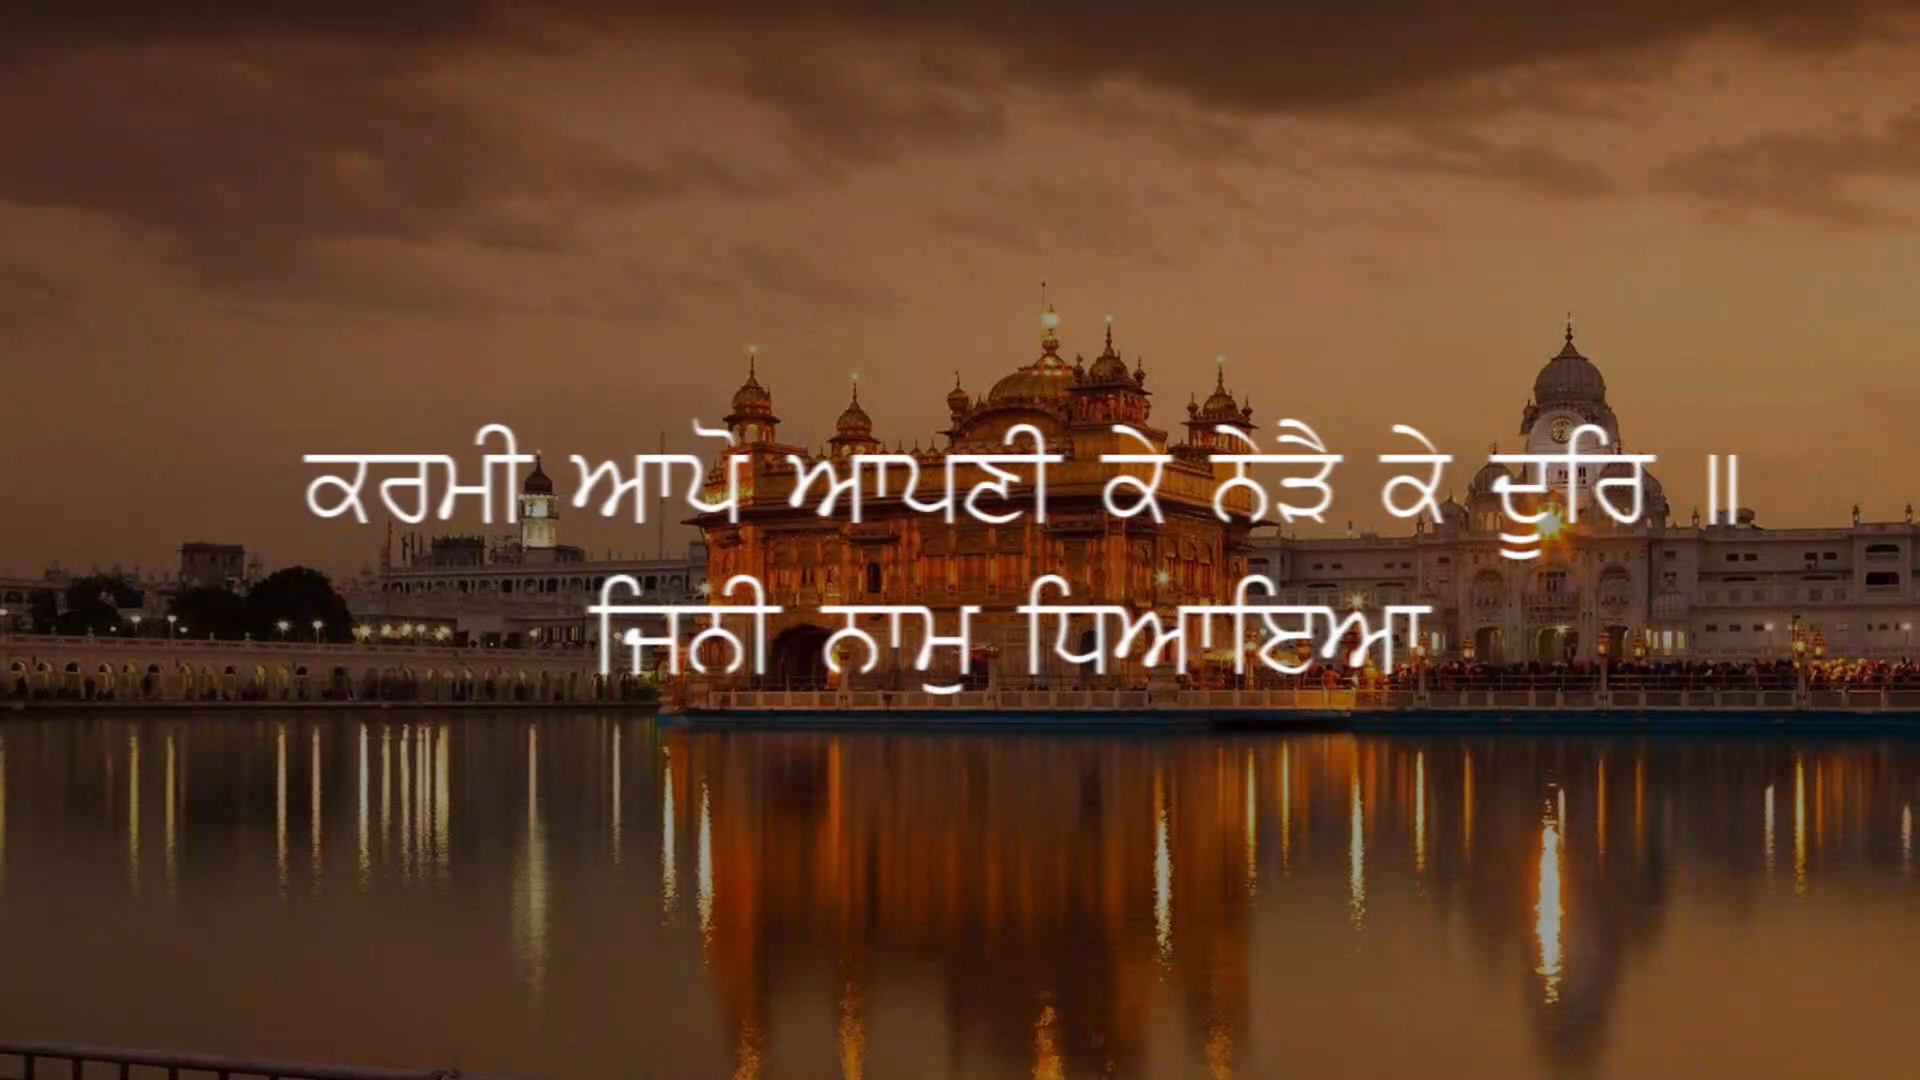 ਕਰਮੀ ਆਪੋ ਆਪਣੀ ਕੇ ਨੇੜੈ ਕੇ ਦੂਰਿ ॥
ਜਿਨੀ ਨਾਮੁ ਧਿਆਇਆ